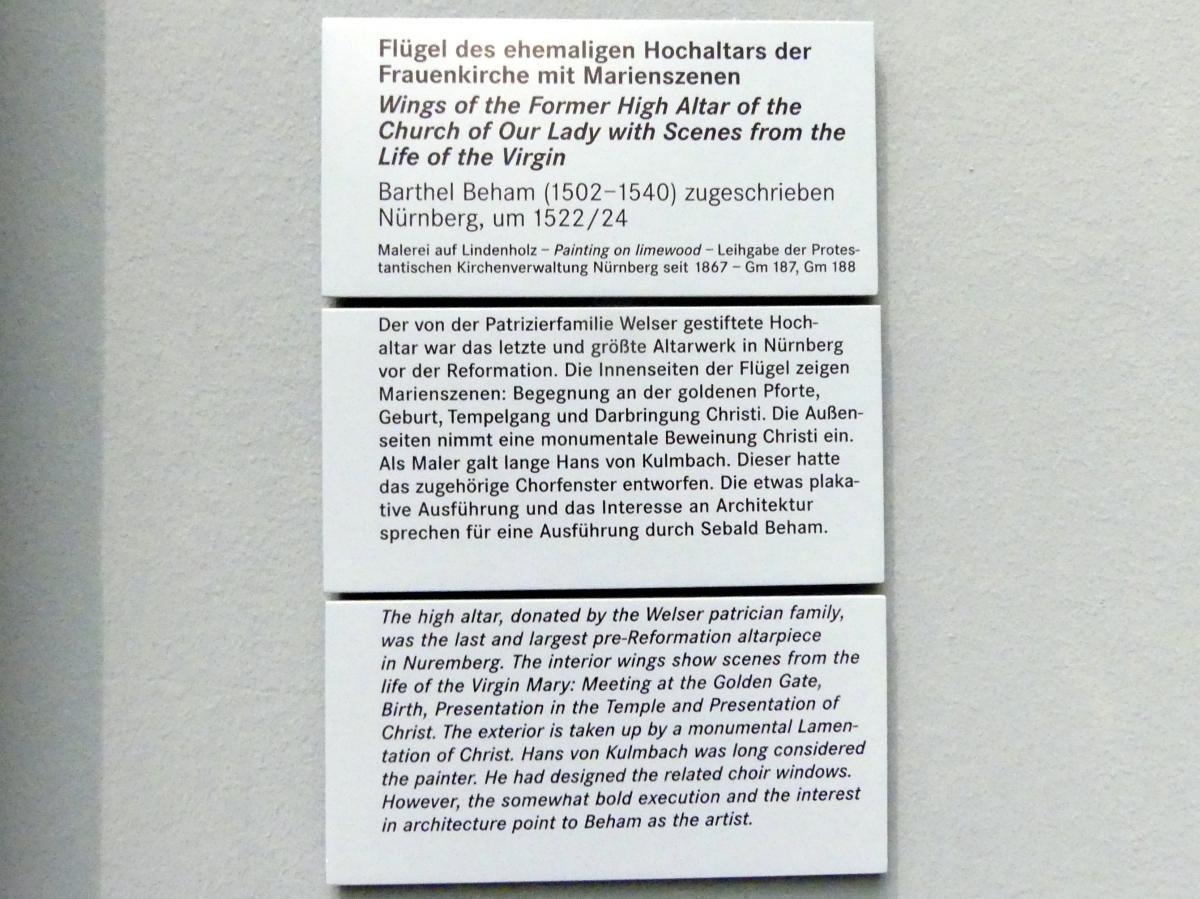 Flügel des ehemaligen Hochaltars der
Frauenkirche mit Marienszenen
Wings of the Former High Altar of the
Church of Our Lady with Scenes from the
Life of the Virgin
Barthel Beham (1502–1540) zugeschrieben
Nürnberg, um 1522/24
Malerei auf Lindenholz – Painting on limewood – Leihgabe der Protes-
tantischen Kirchenverwaltung Nürnberg seit 1867 – Gm 187, Gm 188
Der von der Patrizierfamilie Welser gestiftete Hoch-
altar war das letzte und größte Altarwerk in Nürnberg
vor der Reformation. Die Innenseiten der Flügel zeigen
Marienszenen: Begegnung an der goldenen Pforte,
Geburt, Tempelgang und Darbringung Christi. Die Außen-
seiten nimmt eine monumentale Beweinung Christi ein.
Als Maler galt lange Hans von Kulmbach. Dieser hatte
das zugehörige Chorfenster entworfen. Die etwas plaka-
tive Ausführung und das Interesse an Architektur
sprechen für eine Ausführung durch Sebald Beham.
The high altar, donated by the Welser patrician family,
was the last and largest pre-Reformation altarpiece
in Nuremberg. The interior wings show scenes from the
life of the Virgin Mary: Meeting at the Golden Gate,
Birth, Presentation in the Temple and Presentation of
Christ. The exterior is taken up by a monumental Lamen-
tation of Christ. Hans von Kulmbach was long considered
the painter. He had designed the related choir windows.
However, the somewhat bold execution and the interest
in architecture point to Beham as the artist.